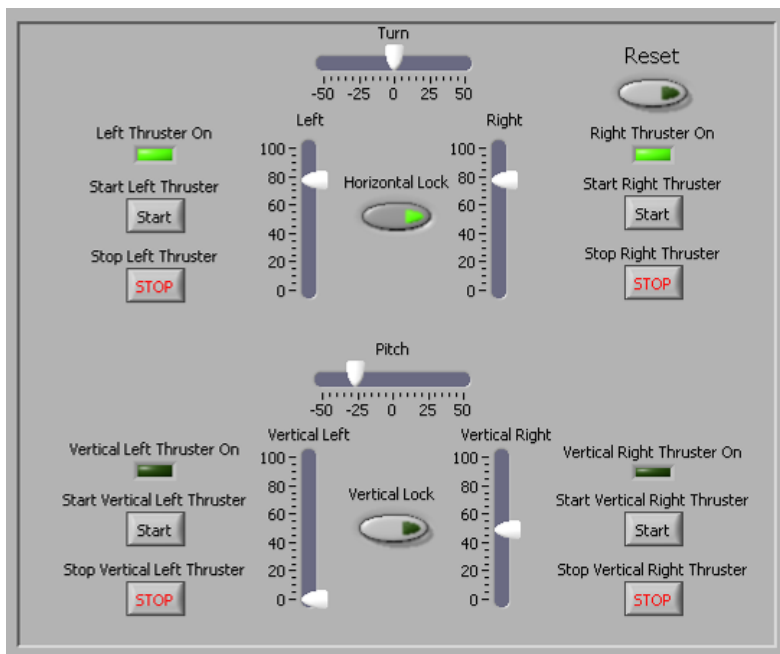 Turn
-50 -25 0 25 50
Reset
Left Thruster On
Start Left Thruster
Start
Stop Left Thruster
STOP
Left
100
80
60
40
20
0
Horizontal Lock
Right
100
80
60
40
20
0
Right Thruster On
Start Right Thruster
Start
Stop Right Thruster
STOP
Pitch
-50 -25 0 25 50
Vertical Left Thruster On
Start Vertical Left Thruster
Start
Stop Vertical Left Thruster
STOP
Vertical Left
100
80
60
40
20
0
Vertical Lock
Vertical Right
100
80
60
40
20
0
Vertical Right Thruster On
Start Vertical Right Thruster
Start
Stop Vertical Right Thruster
STOP